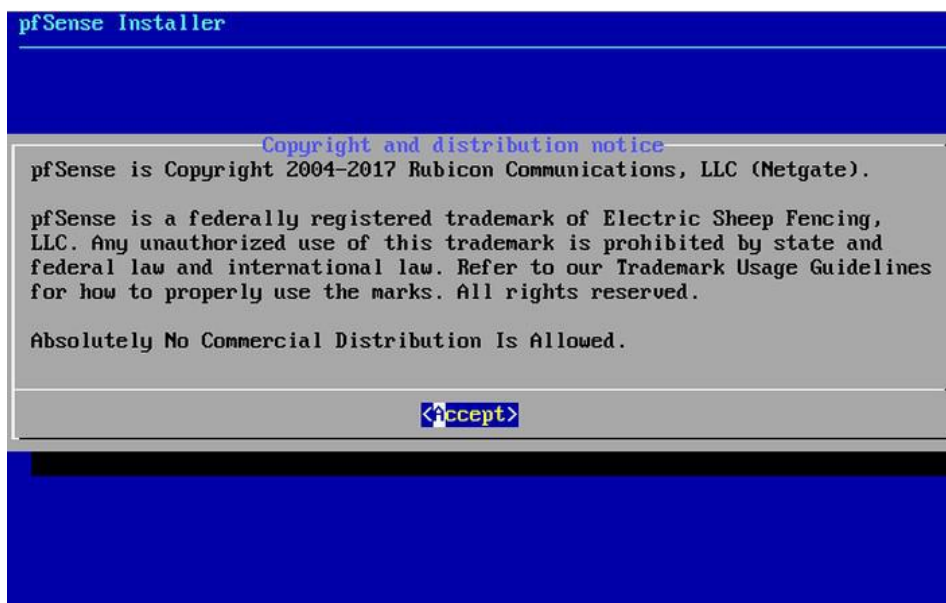 pfSense Installer
Copyright and distribution notice
pfSense is Copyright 2004-2017 Rubicon Communications, LLC (Netgate).
pfSense is a federally registered trademark of Electric Sheep Fencing,
LLC. Any unauthorized use of this trademark is prohibited by state and
federal law and international law. Refer to our Trademark Usage Guidelines
for how to properly use the marks. All rights reserved.
Absolutely No Commercial Distribution Is Allowed.
<Accept>